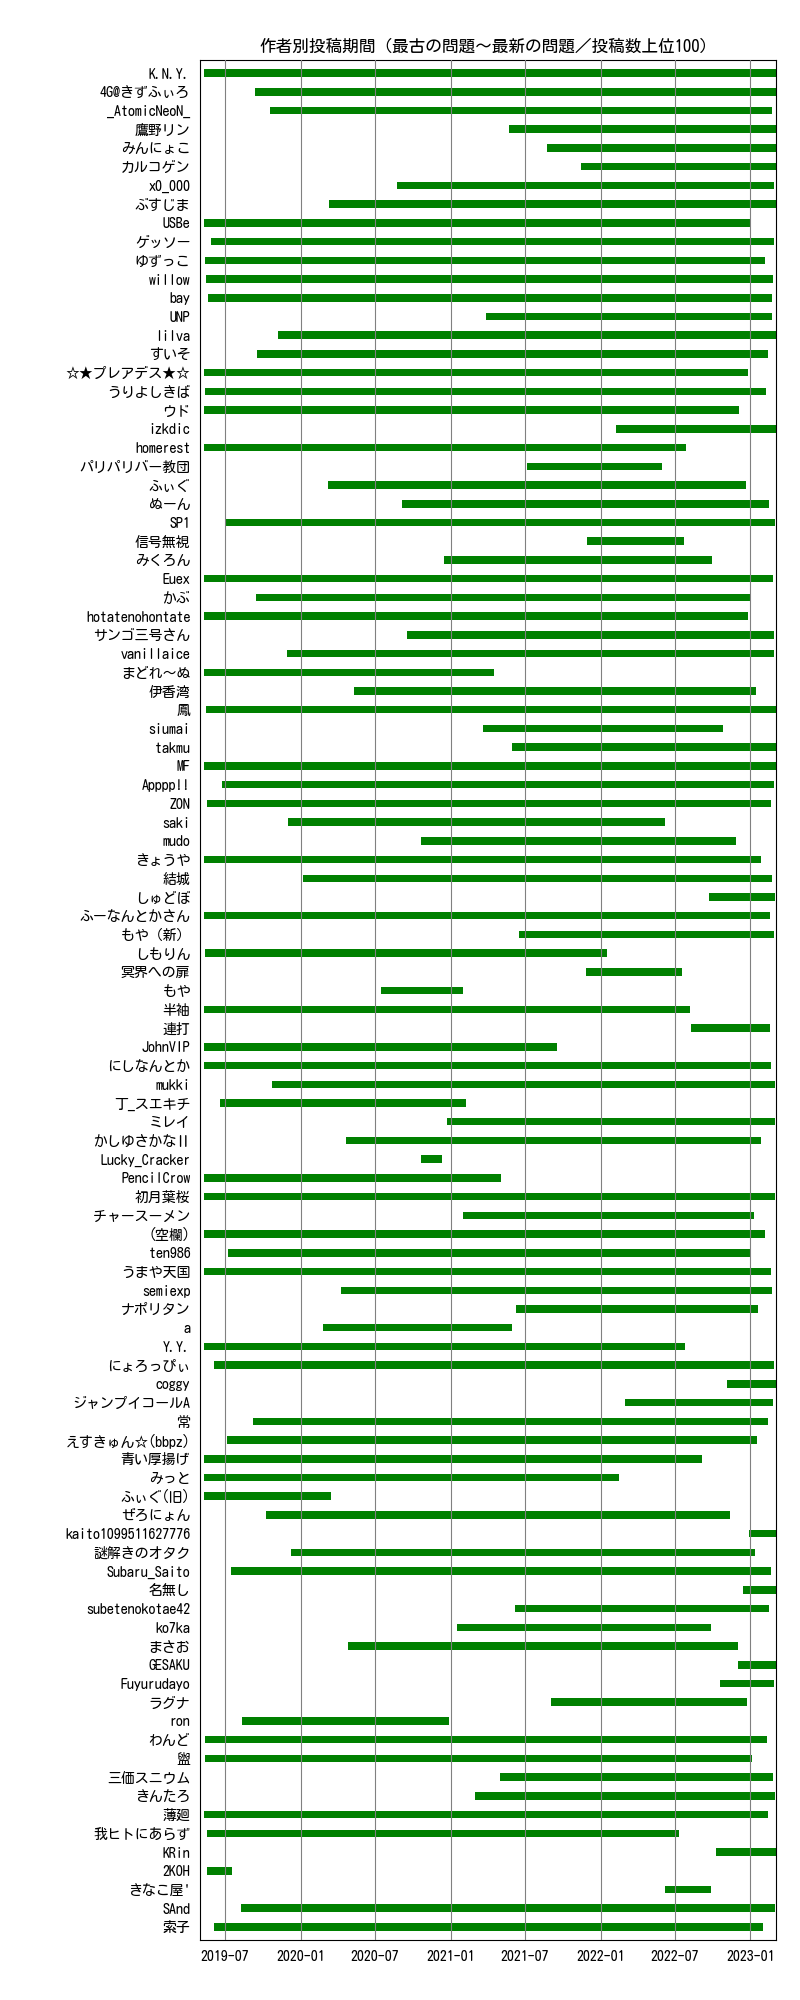 作者別投稿期間（最古の問題～最新の問題／投稿数上位100）
K.N.Y.
4G@きずふぃろ
_AtomicNeoN_
鷹野リン
みんにょこ
カルコゲン
x0_000
ぶすじま
USBe
ゲッソー
ゆずっこ
willow
bay
UNP
lilva
すいそ
☆★プレアデス★☆
うりよしきば
ウド
izkdic
homerest
パリパリバー教団
ふぃぐ
ぬーん
SP1
信号無視
みくろん
Euex
かぶ
hotatenohontate
サンゴ三号さん
vanillaice
まどれ～ぬ
伊香湾
鳳
siumai
takmu
MF
ZON
saki
mudo
きょうや
結城
しゅどぼ
ふーなんとかさん
もや（新）
しもりん
冥界への扉
もや
半袖
連打
JohnVIP
にしなんとか
mukki
丁_スエキチ
ミレイ
かしゆさかなII
Lucky_Cracker
PencilCrow
初月葉桜
チャースーメン
(空欄)
ten986
うまや天国
semiexp
ナポリタン
a
Y.Y.
にょろっぴぃ
coggy
ジャンプイコールA
常
えすきゅん☆(bbpz)
青い厚揚げ
みっと
ふぃぐ(旧)
ぜろにょん
kaito1099511627776
謎解きのオタク
Subaru_Saito
名無し
subetenokotae42
ko7ka
まさお
GESAKU
Fuyurudayo
ラグナ
ron
わんど
三価スニウム
きんたろ
薄廻
我ヒトにあらず
KRin
2KOH
きなこ屋'
SAnd
索子
2019-07 2020-01 2020-07 2021-01 2021-07 2022-01 2022-07 2023-01